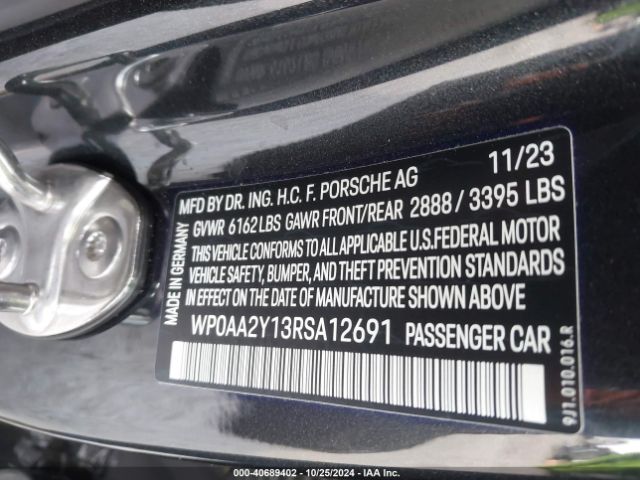 11/23
MFD BY DR. ING. H.C. F. PORSCHE AG
GVWR 6162 LBS GAWR FRONT/REAR 2888 / 3395 LBS
THIS VEHICLE CONFORMS TO ALL APPLICABLE U.S.FEDERAL MOTOR
VEHICLE SAFETY, BUMPER, AND THEFT PREVENTION STANDARDS
IN EFFECT ON THE DATE OF MANUFACTURE SHOWN ABOVE
MADE IN GERMANY
WP0AA2Y13RSA12691 PASSENGER CAR
9J1.010.016.R
000-40689402 - 10/25/2024 - IAA Inc.